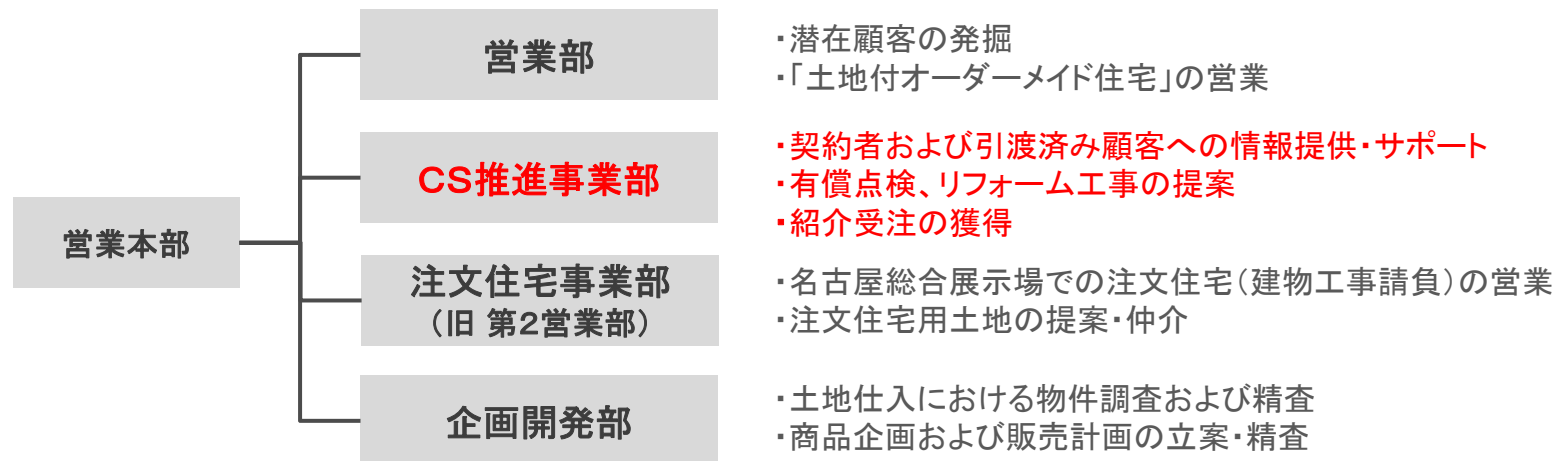 営業本部
営業部
・潜在顧客の発掘
・「土地付オーダーメイド住宅」の営業
CS推進事業部
・契約者および引渡済み顧客への情報提供・サポート
・有償点検、リフォーム工事の提案
・紹介受注の獲得
注文住宅事業部
（旧 第2営業部）
・名古屋総合展示場での注文住宅（建物工事請負）の営業
・注文住宅用土地の提案・仲介
企画開発部
・土地仕入における物件調査および精査
・商品企画および販売計画の立案・精査